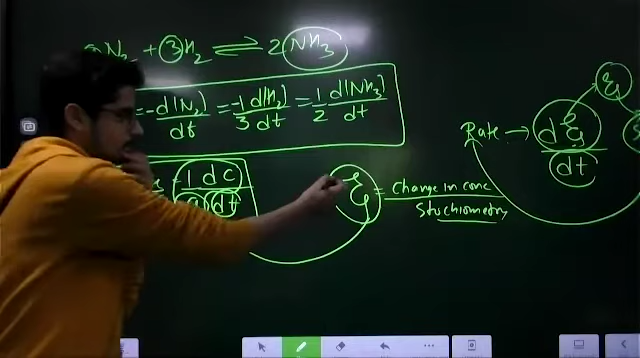 N₂ + 3H₂ ⇌ 2NH₃
= -d[N₂]/dt = -1/3 d[H₂]/dt = 1/2 d[NH₃]/dt
Rate → dξ/dt
ξ
1 dc/dt
ξ = Change in conc / Stuchiometry